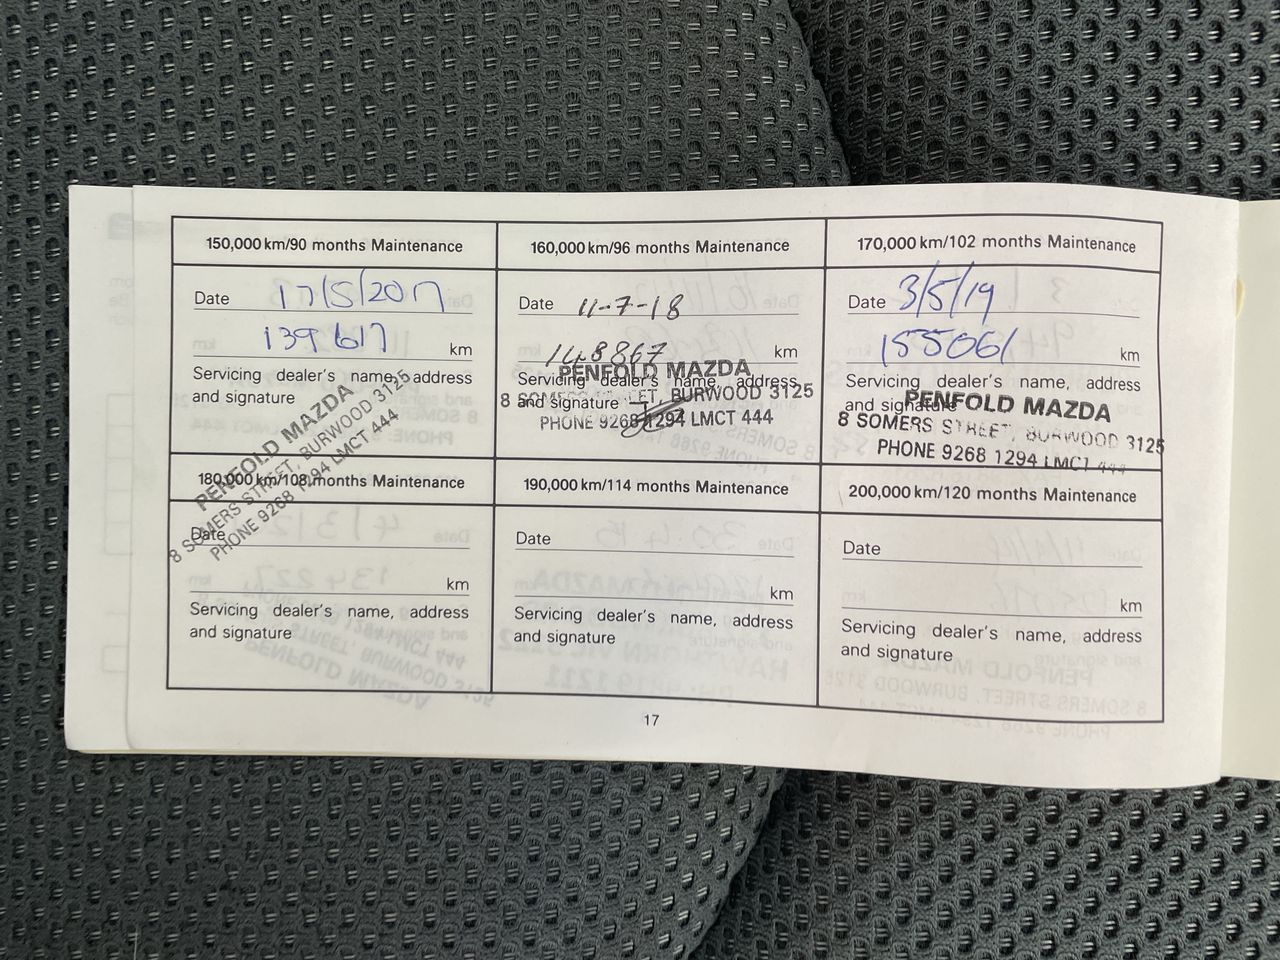 150,000 km/90 months Maintenance
Date 17/5/2017
139617 km
Servicing dealer's name, address
and signature
PENFOLD MAZDA
8 SOMERS STREET, BURWOOD 3125
PHONE 9268 1294 LMCT 444
160,000 km/96 months Maintenance
Date 11-7-18
148867 km
Servicing dealer's name, address
and signature
PENFOLD MAZDA
8 SOMERS STREET, BURWOOD 3125
PHONE 9268 1294 LMCT 444
170,000 km/102 months Maintenance
Date 3/5/19
155061 km
Servicing dealer's name, address
and signature
PENFOLD MAZDA
8 SOMERS STREET, BURWOOD 3125
PHONE 9268 1294 LMCT 444
180,000 km/108 months Maintenance
Date
km
Servicing dealer's name, address
and signature
190,000 km/114 months Maintenance
Date
km
Servicing dealer's name, address
and signature
200,000 km/120 months Maintenance
Date
km
Servicing dealer's name, address
and signature
17